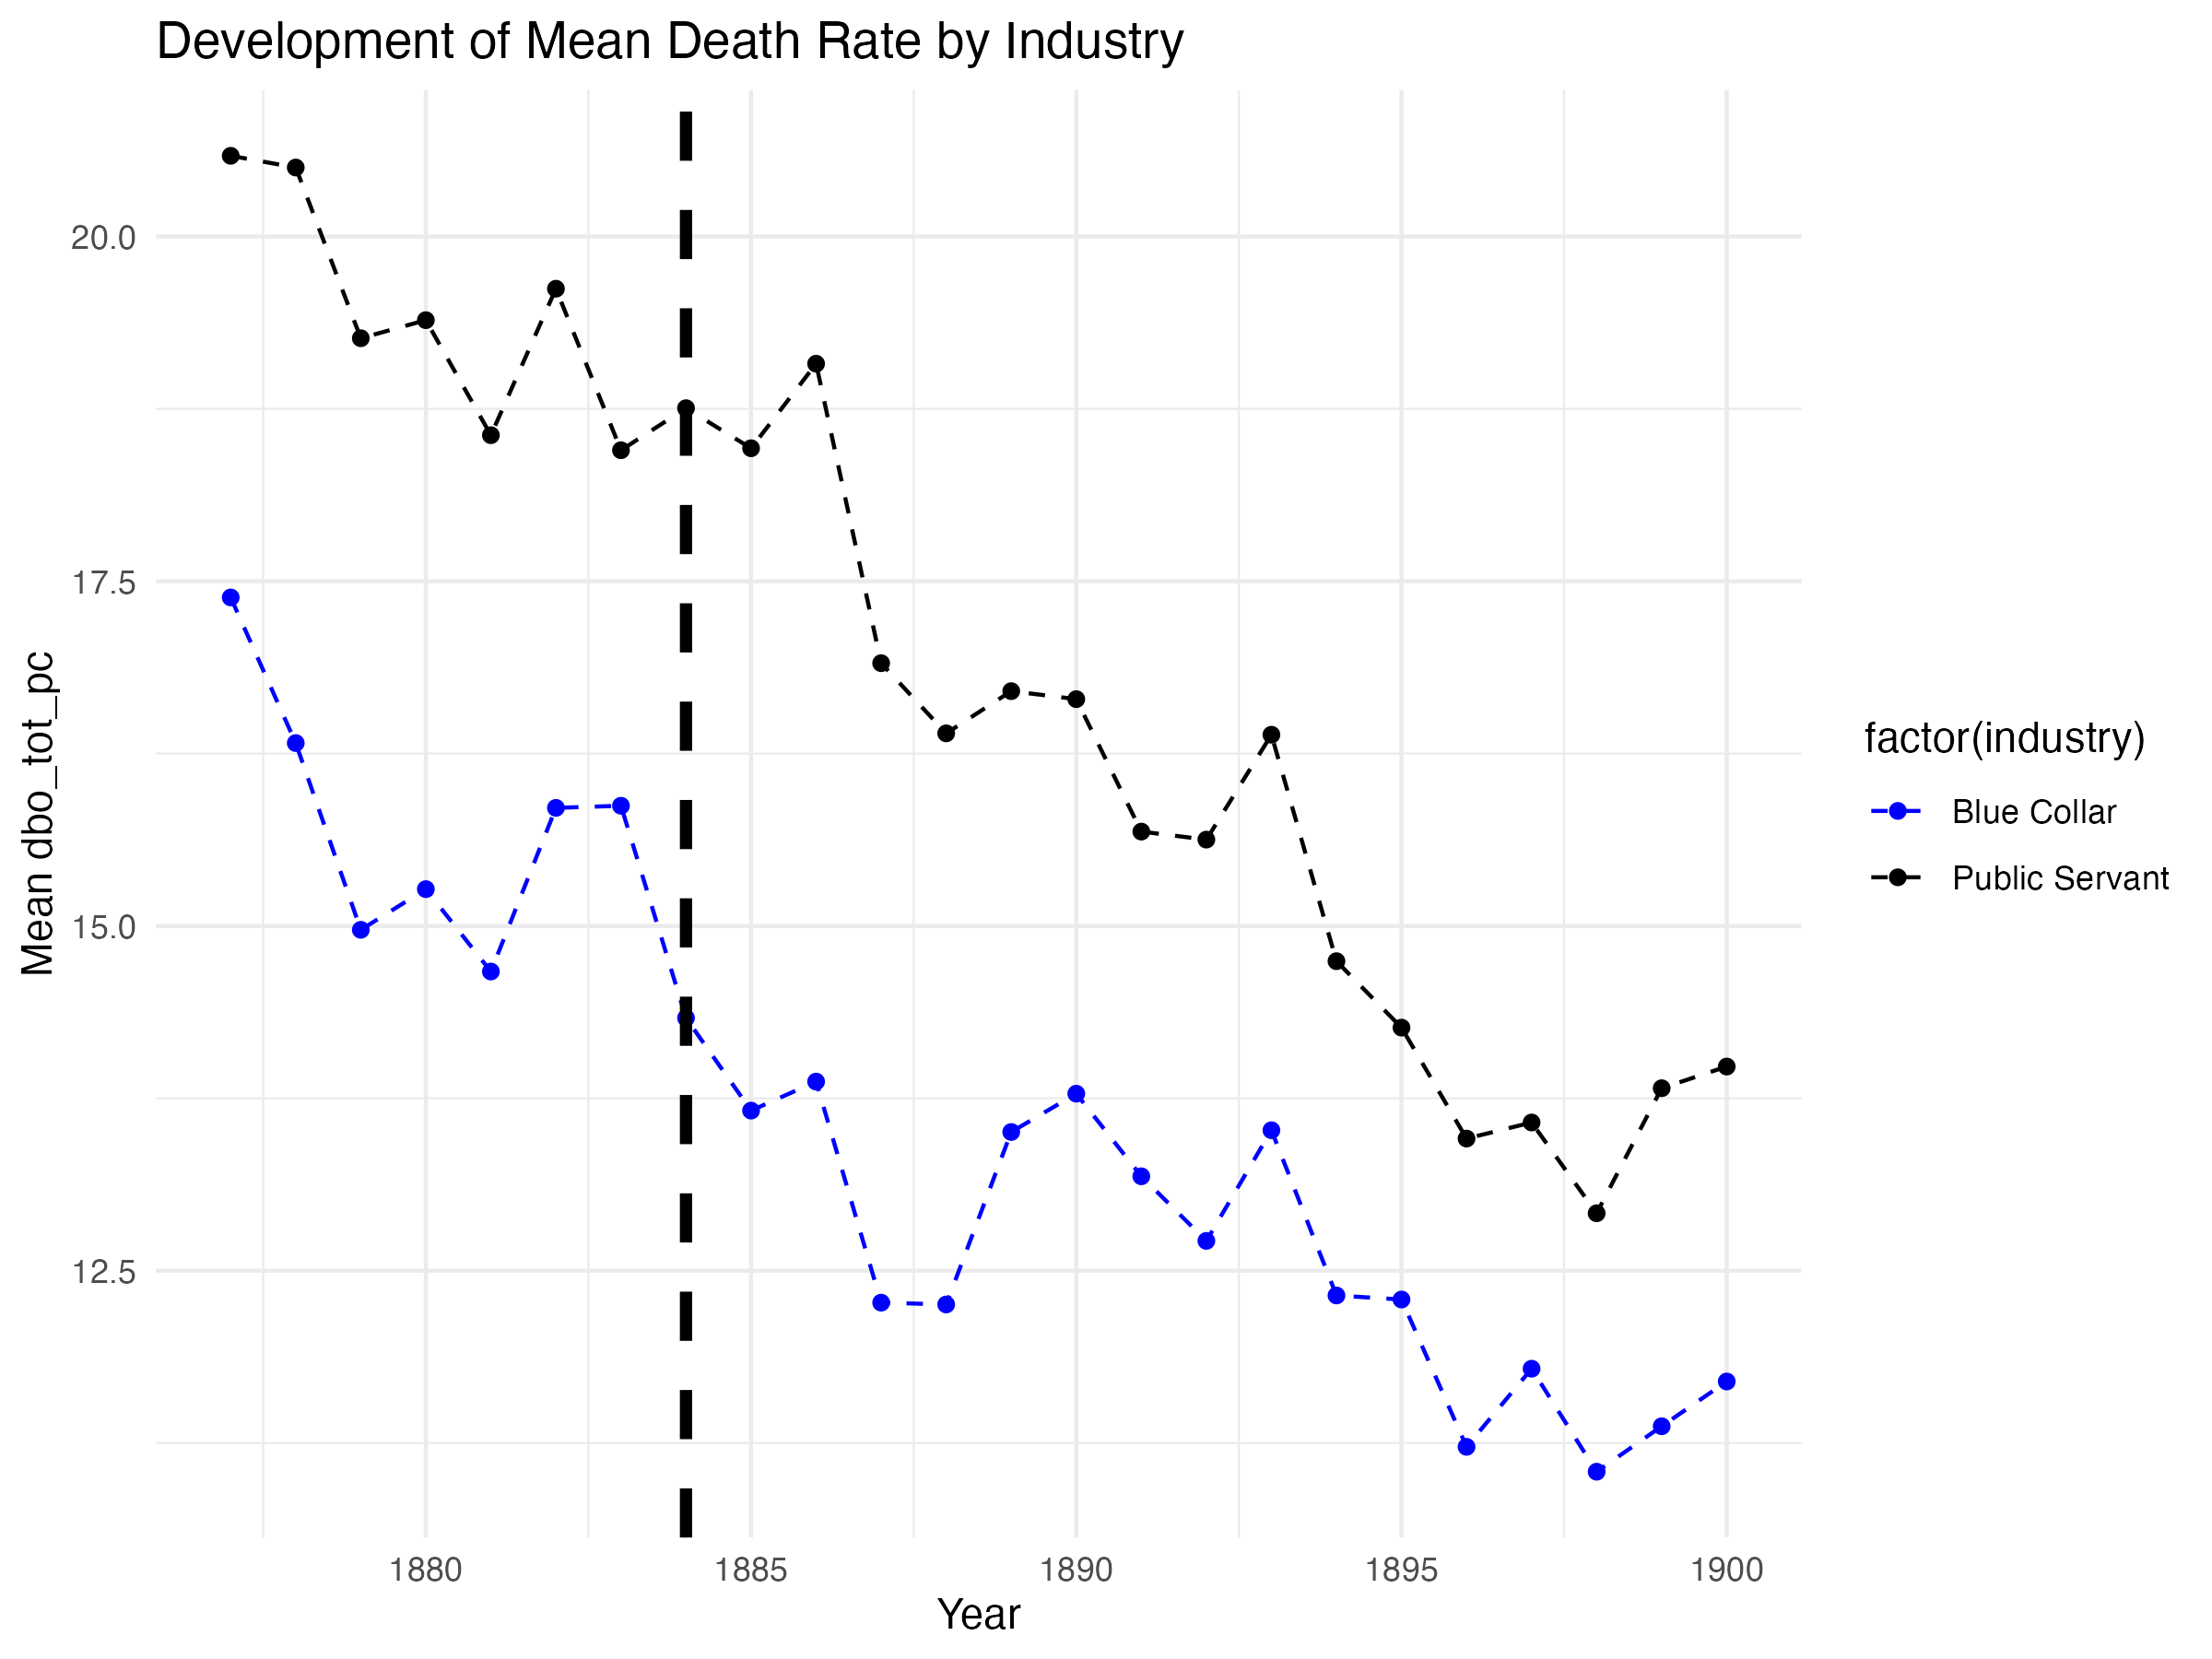 Development of Mean Death Rate by Industry
Mean dbo_tot_pc
20.0
17.5
15.0
12.5
1880
1885
1890
1895
1900
Year
factor(industry)
Blue Collar
Public Servant